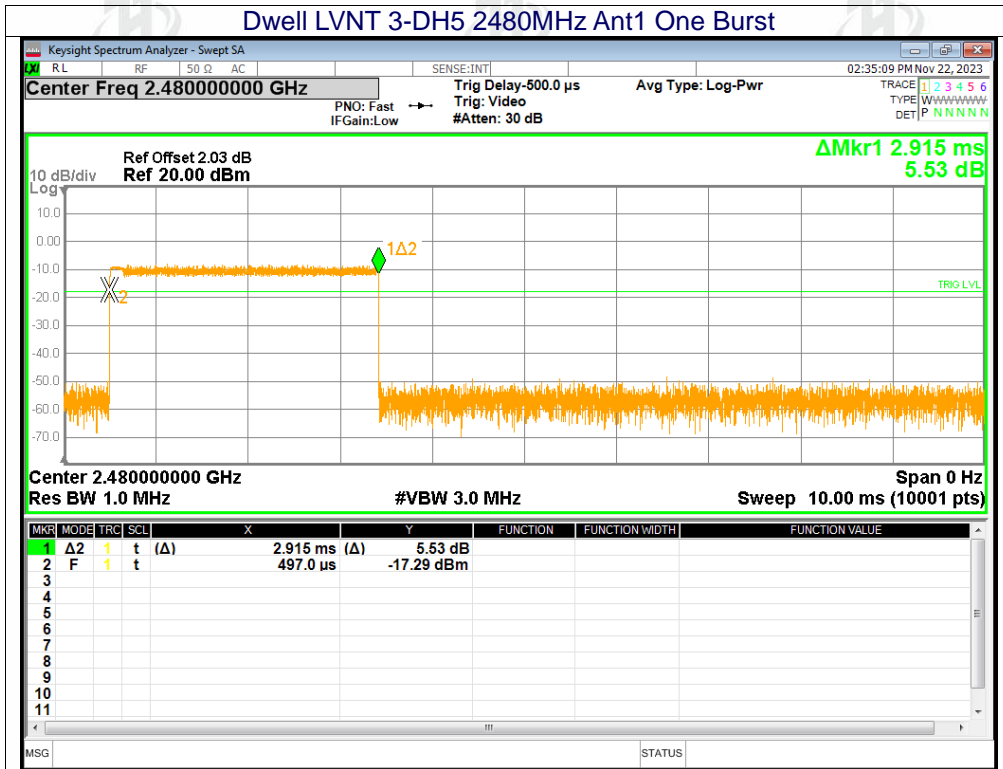 Dwell LVNT 3-DH5 2480MHz Ant1 One Burst
Keysight Spectrum Analyzer - Swept SA
LXI RL RF 50 Ω AC SENSE:INT 02:35:09 PM Nov 22, 2023
Center Freq 2.480000000 GHz Trig Delay-500.0 µs Avg Type: Log-Pwr TRACE 1 2 3 4 5 6
PNO: Fast Trig: Video TYPE WWWWWWW
IFGain:Low #Atten: 30 dB DET P N N N N N
ΔMkr1 2.915 ms
5.53 dB
Ref Offset 2.03 dB
10 dB/div Ref 20.00 dBm
Log
10.0
0.00
1Δ2
-10.0
2
TRIG LVL
-20.0
-30.0
-40.0
-50.0
-60.0
-70.0
Center 2.480000000 GHz Span 0 Hz
Res BW 1.0 MHz #VBW 3.0 MHz Sweep 10.00 ms (10001 pts)
MKR MODE TRC SCL X Y FUNCTION FUNCTION WIDTH FUNCTION VALUE
1 Δ2 1 t (Δ) 2.915 ms (Δ) 5.53 dB
2 F 1 t 497.0 µs -17.29 dBm
3
4
5
6
7
8
9
10
11
MSG STATUS